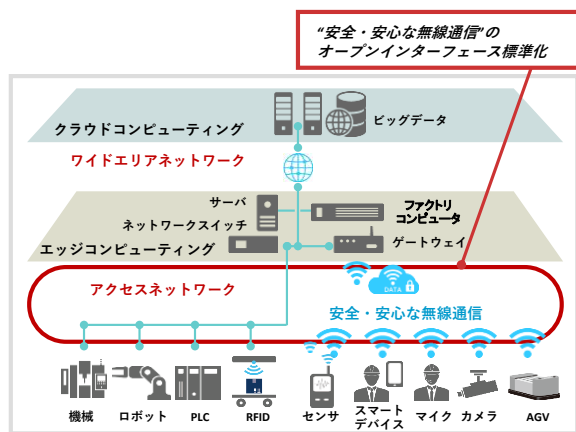 “安全・安心な無線通信”の
オープンインターフェース標準化
クラウドコンピューティング
ビッグデータ
ワイドエリアネットワーク
サーバ
ネットワークスイッチ
ファクトリ
コンピュータ
エッジコンピューティング
ゲートウェイ
アクセスネットワーク
DATA
安全・安心な無線通信
機械
ロボット
PLC
RFID
センサ
スマート
デバイス
マイク
カメラ
AGV